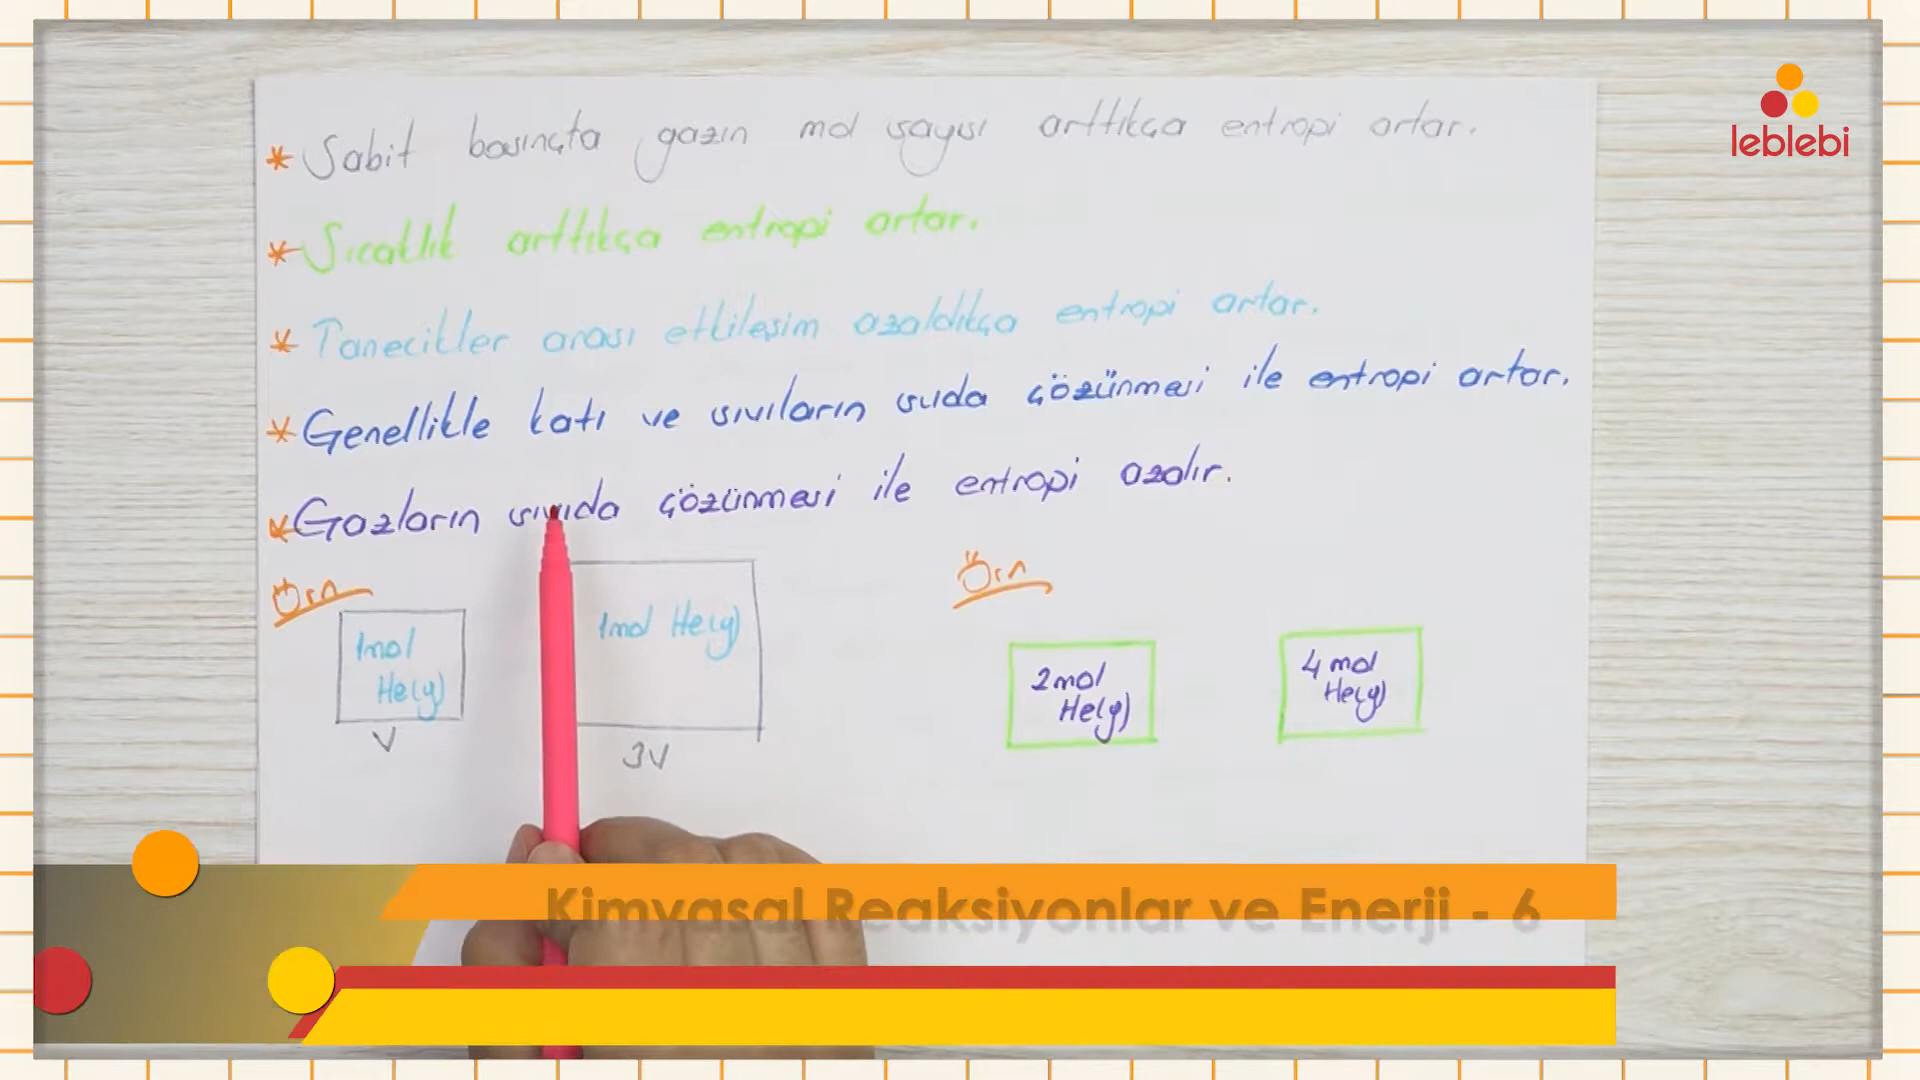 leblebi
* Sabit basınçta gazın mol sayısı arttıkça entropi artar.
* Sıcaklık arttıkça entropi artar.
* Tanecikler arası etkileşim azaldıkça entropi artar.
* Genellikle katı ve sıvıların suda çözünmesi ile entropi artar.
* Gazların sıvıda çözünmesi ile entropi azalır.
Örn
1mol
He(g)
V
1mol He(g)
3V
Örn
2mol
He(g)
4 mol
He(g)
Kimyasal Reaksiyonlar ve Enerji - 6